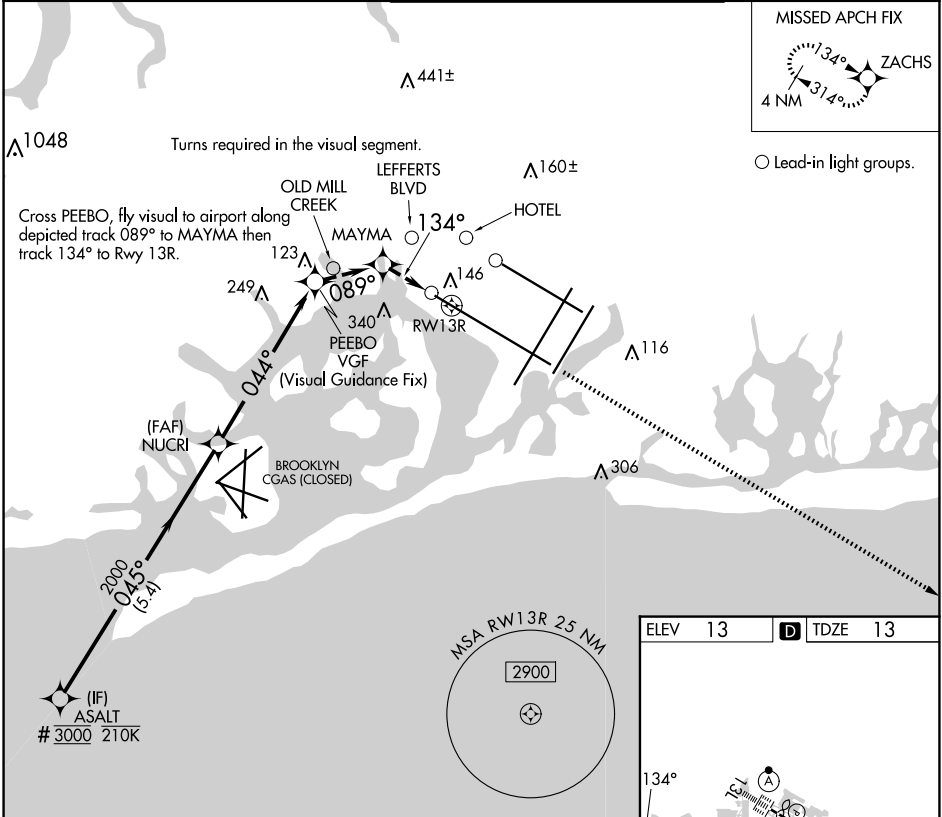 MISSED APCH FIX
134°
ZACHS
4 NM
314°
441±
1048
Turns required in the visual segment.
160±
Lead-in light groups.
LEFFERTS
BLVD
OLD MILL
CREEK
134°
HOTEL
Cross PEEBO, fly visual to airport along
depicted track 089° to MAYMA then
track 134° to Rwy 13R.
MAYMA
123
146
249
089°
340
RW13R
PEEBO
VGF
(Visual Guidance Fix)
116
044°
(FAF)
NUCRI
BROOKLYN
CGAS (CLOSED)
306
2000
045°
(5.4)
MSA RW13R 25 NM
2900
(IF)
ASALT
# 3000 210K
ELEV 13 D TDZE 13
134°
13L
A
P